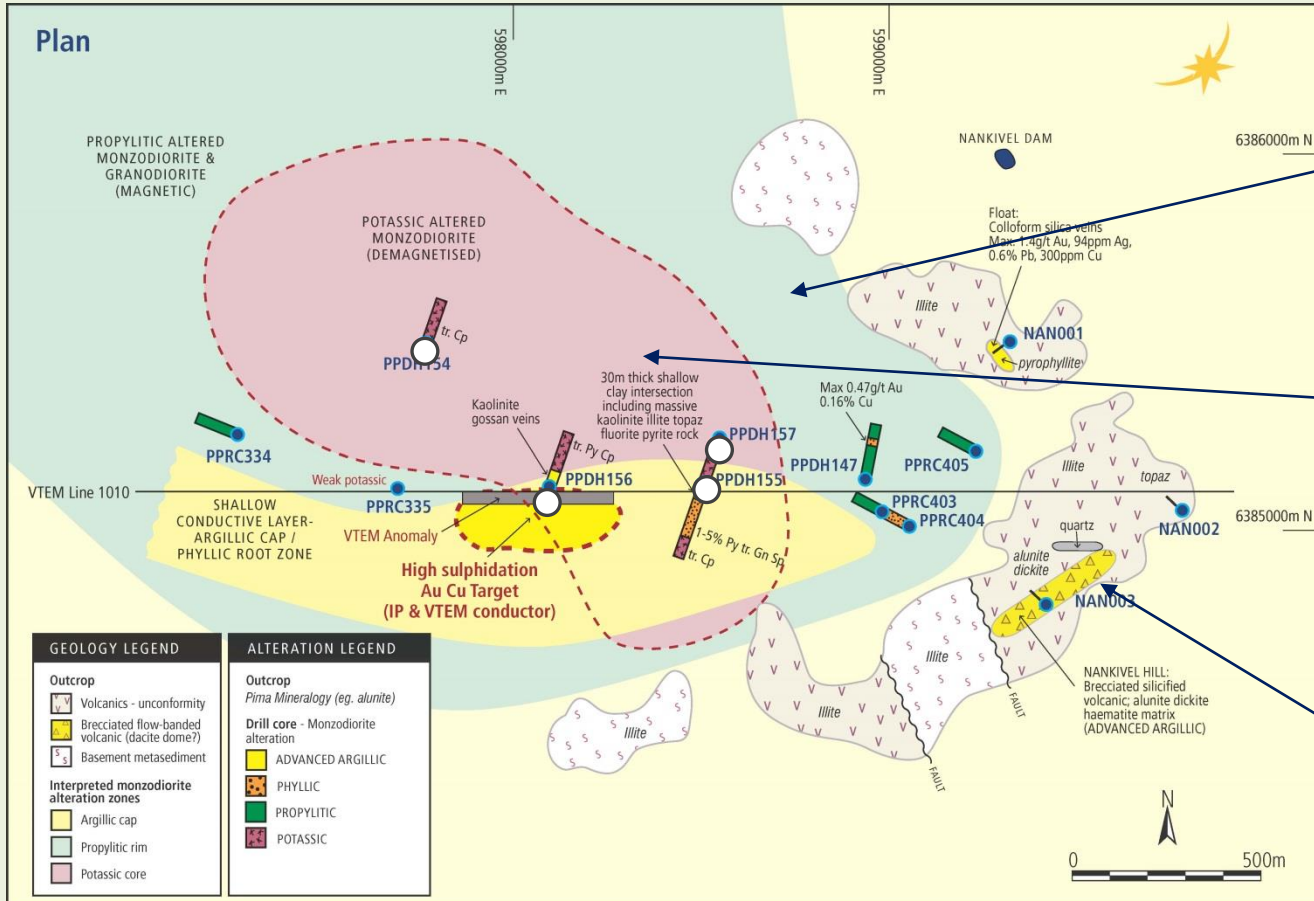 Plan
598000m E
599000m E
6386000m N
NANKIVEL DAM
PROPYLITIC ALTERED
MONZODIORITE &
GRANODIORITE
(MAGNETIC)
POTASSIC ALTERED
MONZODIORITE
(DEMAGNETISED)
Float:
Colloform silica veins
Max. 1.4g/t Au, 94ppm Ag,
0.6% Pb, 300ppm Cu
Illite
NAN001
pyrophyllite
tr. Cp
PPDH154
30m thick shallow
clay intersection
including massive
kaolinite illite topaz
fluorite pyrite rock
Max 0.47g/t Au
0.16% Cu
Kaolinite
gossan veins
tr. Py Cp
PPRC334
PPDH157
PPDH147
PPRC405
Illite
topaz
Weak potassic
PPDH156
PPDH155
VTEM Line 1010
PPRC335
PPRC403
PPRC404
6385000m N
NAN002
SHALLOW
CONDUCTIVE LAYER-
ARGILLIC CAP /
PHYLLIC ROOT ZONE
VTEM Anomaly
1-5% Py tr. Gn Sp
tr. Cp
quartz
alunite
dickite
NAN003
High sulphidation
Au Cu Target
(IP & VTEM conductor)
Illite
Illite
Illite
FAULT
FAULT
NANKIVEL HILL:
Brecciated silicified
volcanic; alunite dickite
haematite matrix
(ADVANCED ARGILLIC)
GEOLOGY LEGEND
Outcrop
Volcanics - unconformity
Brecciated flow-banded
volcanic (dacite dome?)
Basement metasediment
Interpreted monzodiorite
alteration zones
Argillic cap
Propylitic rim
Potassic core
ALTERATION LEGEND
Outcrop
Pima Mineralogy (eg. alunite)
Drill core - Monzodiorite
alteration
ADVANCED ARGILLIC
PHYLLIC
PROPYLITIC
POTASSIC
N
0
500m